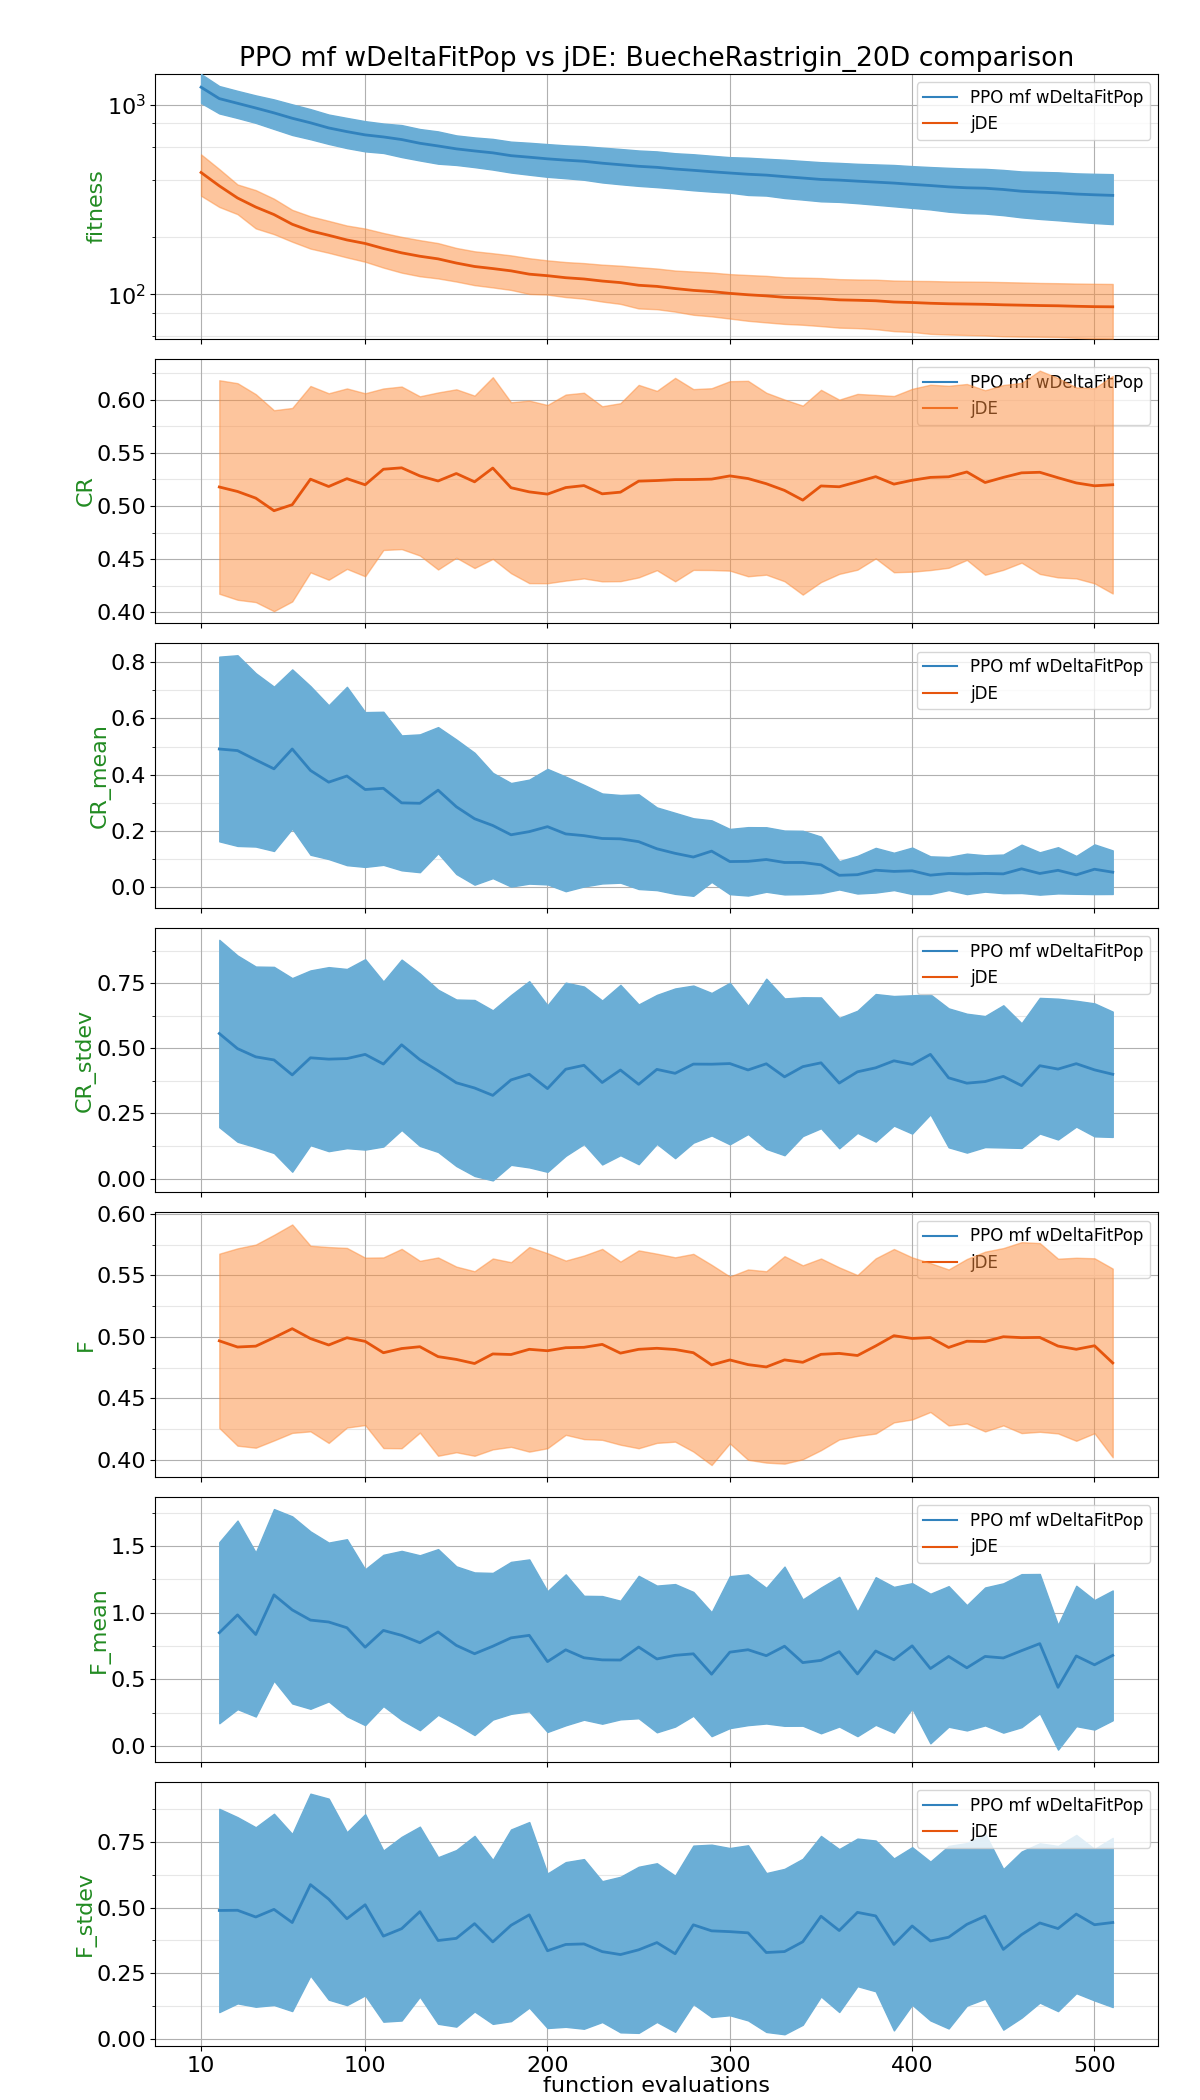 PPO mf wDeltaFitPop vs jDE: BuecheRastrigin_20D comparison
PPO mf wDeltaFitPop
jDE
10³
10²
fitness
PPO mf wDeltaFitPop
jDE
0.60
0.55
0.50
0.45
0.40
CR
PPO mf wDeltaFitPop
jDE
0.8
0.6
0.4
0.2
0.0
CR_mean
PPO mf wDeltaFitPop
jDE
0.75
0.50
0.25
0.00
CR_stdev
PPO mf wDeltaFitPop
jDE
0.60
0.55
0.50
0.45
0.40
F
PPO mf wDeltaFitPop
jDE
1.5
1.0
0.5
0.0
F_mean
PPO mf wDeltaFitPop
jDE
0.75
0.50
0.25
0.00
F_stdev
10 100 200 300 400 500
function evaluations